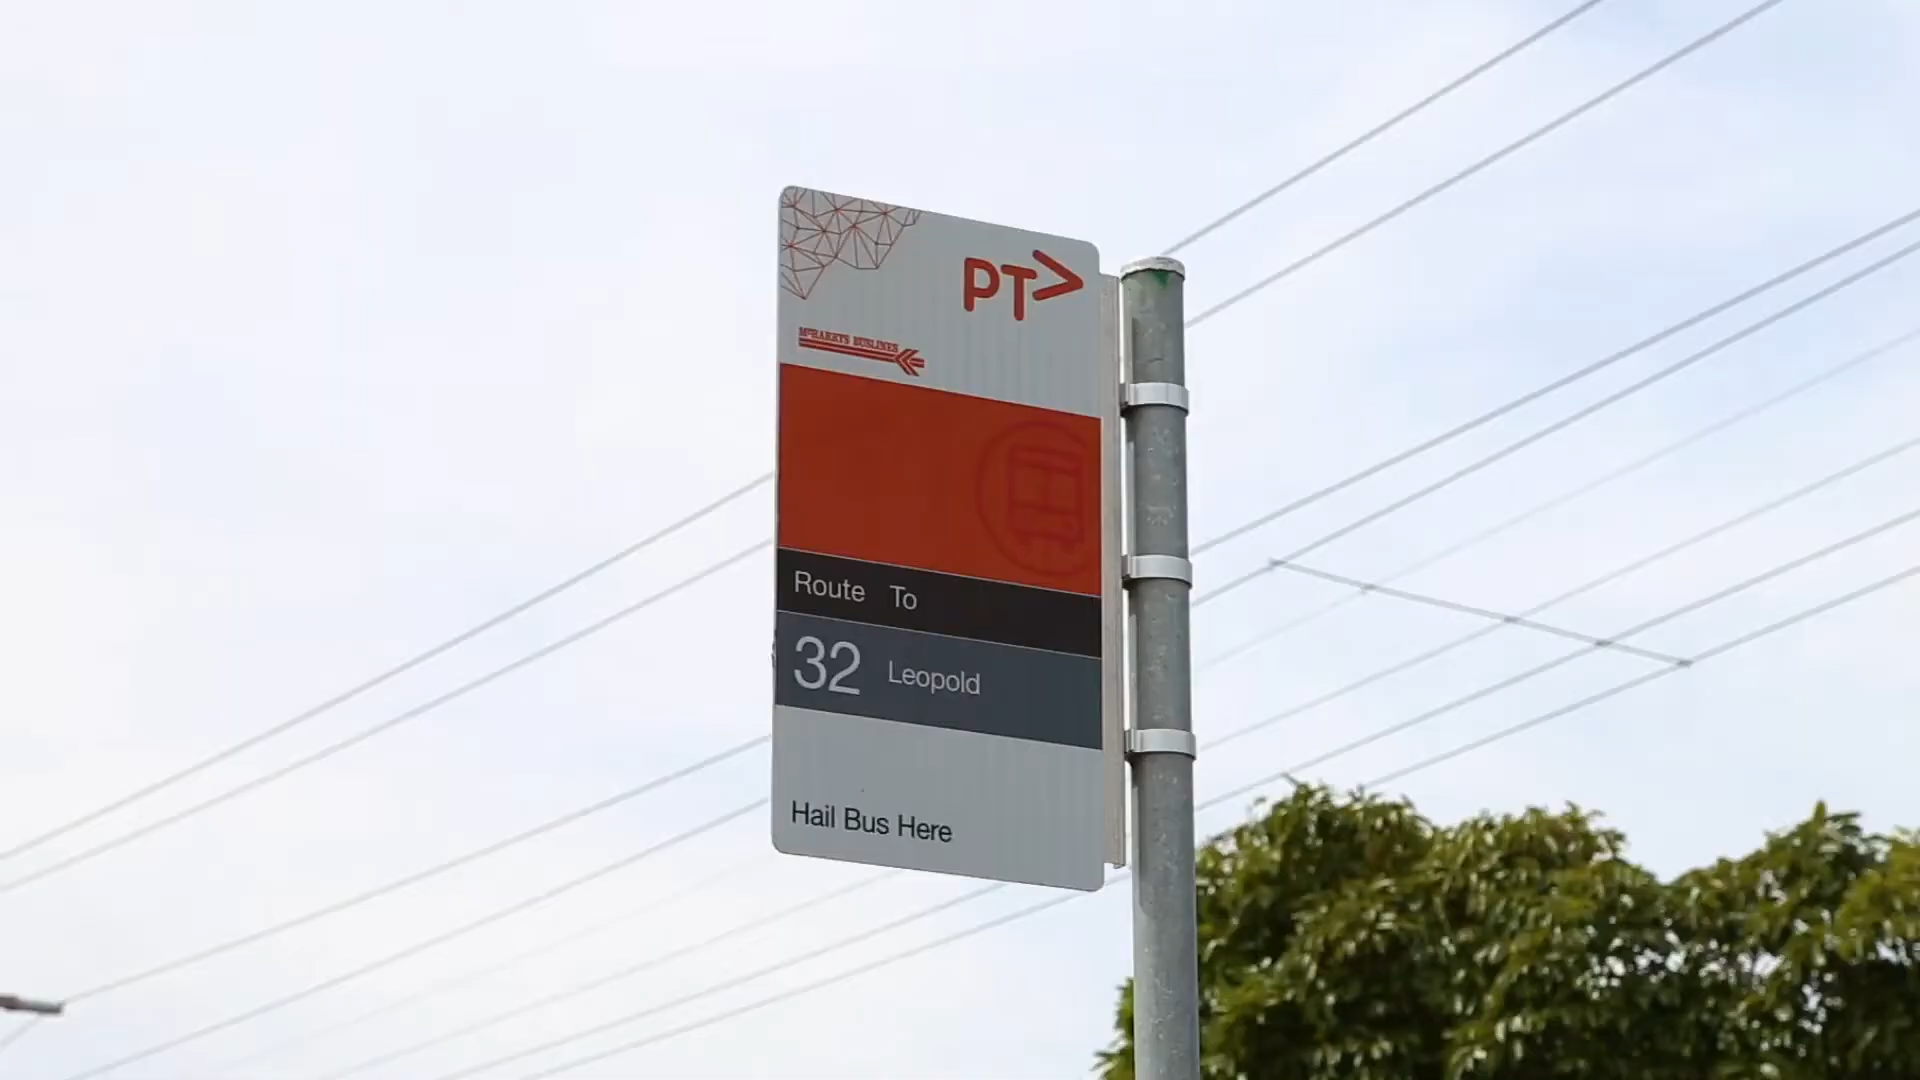 PT>
McHARRYS BUSLINES
Route To
32 Leopold
Hail Bus Here